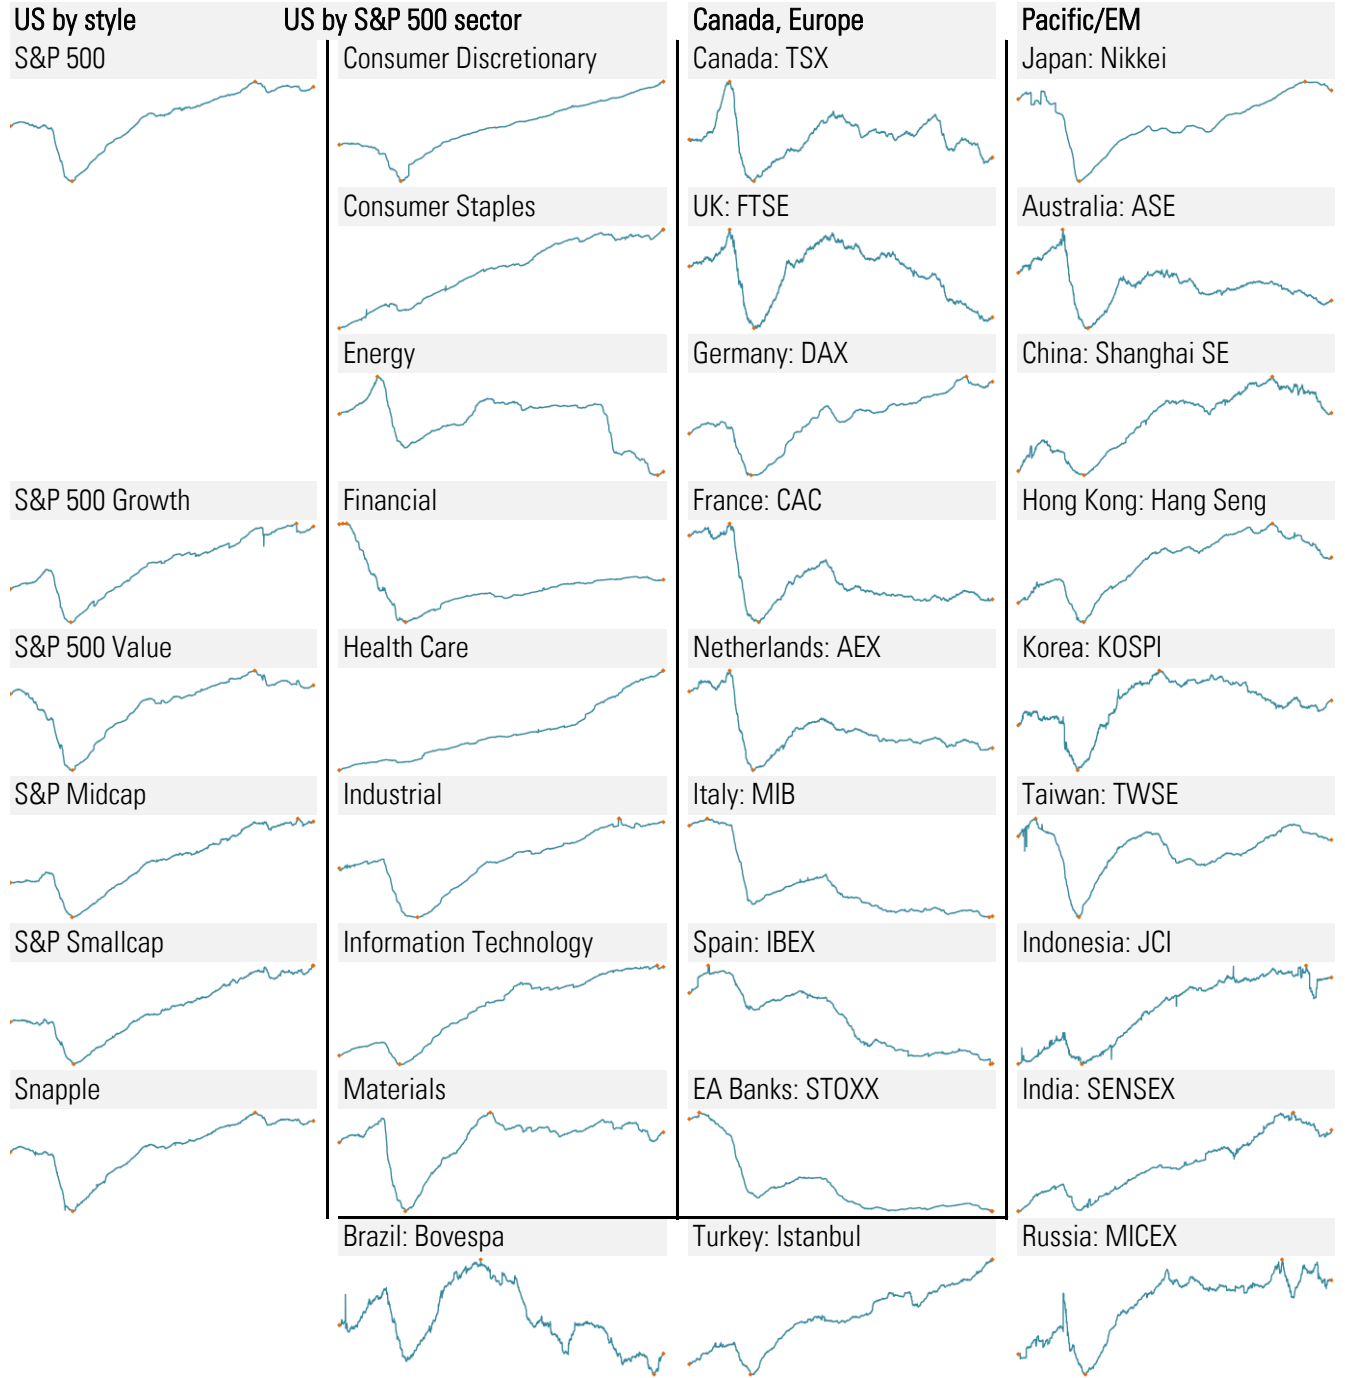 US by style
US by S&P 500 sector
Canada, Europe
Pacific/EM
S&P 500
Consumer Discretionary
Canada: TSX
Japan: Nikkei
Consumer Staples
UK: FTSE
Australia: ASE
Energy
Germany: DAX
China: Shanghai SE
S&P 500 Growth
Financial
France: CAC
Hong Kong: Hang Seng
S&P 500 Value
Health Care
Netherlands: AEX
Korea: KOSPI
S&P Midcap
Industrial
Italy: MIB
Taiwan: TWSE
S&P Smallcap
Information Technology
Spain: IBEX
Indonesia: JCI
Snapple
Materials
EA Banks: STOXX
India: SENSEX
Brazil: Bovespa
Turkey: Istanbul
Russia: MICEX